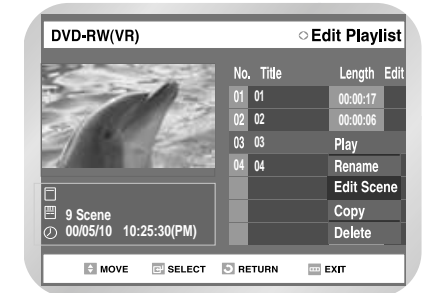 DVD-RW(VR)
Edit Playlist
No. Title Length Edit
01 01 00:00:17
02 02 00:00:06
03 03 Play
04 04 Rename
Edit Scene
Copy
Delete
9 Scene
00/05/10 10:25:30(PM)
MOVE SELECT RETURN EXIT